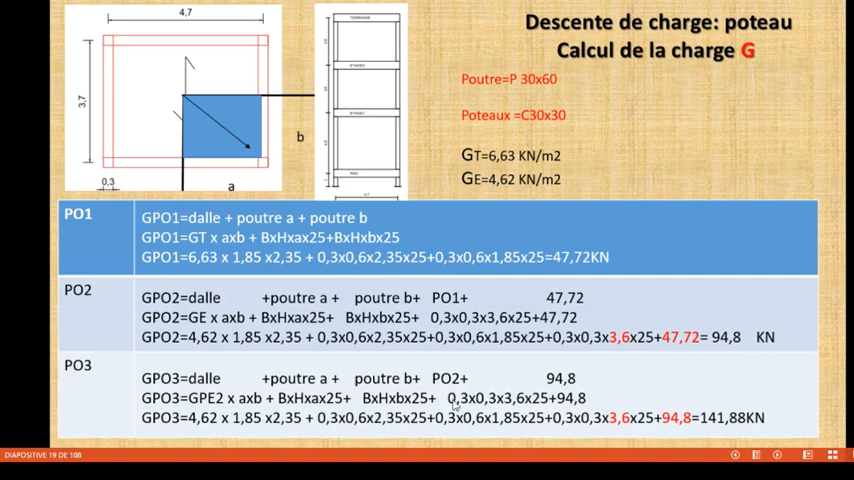 Descente de charge: poteau
Calcul de la charge G
4,7
3,7
0,3
a
b
TERRASSE
ETAGE2
ETAGE1
RDC
4,7
Poutre=P 30x60
Poteaux =C30x30
GT=6,63 KN/m2
GE=4,62 KN/m2
PO1
GPO1=dalle + poutre a + poutre b
GPO1=GT x axb + BxHxax25+BxHxbx25
GPO1=6,63 x 1,85 x2,35 + 0,3x0,6x2,35x25+0,3x0,6x1,85x25=47,72KN
PO2
GPO2=dalle +poutre a + poutre b+ PO1+ 47,72
GPO2=GE x axb + BxHxax25+ BxHxbx25+ 0,3x0,3x3,6x25+47,72
GPO2=4,62 x 1,85 x2,35 + 0,3x0,6x2,35x25+0,3x0,6x1,85x25+0,3x0,3x3,6x25+47,72= 94,8 KN
PO3
GPO3=dalle +poutre a + poutre b+ PO2+ 94,8
GPO3=GPE2 x axb + BxHxax25+ BxHxbx25+ 0,3x0,3x3,6x25+94,8
GPO3=4,62 x 1,85 x2,35 + 0,3x0,6x2,35x25+0,3x0,6x1,85x25+0,3x0,3x3,6x25+94,8=141,88KN
DIAPOSITIVE 19 DE 108